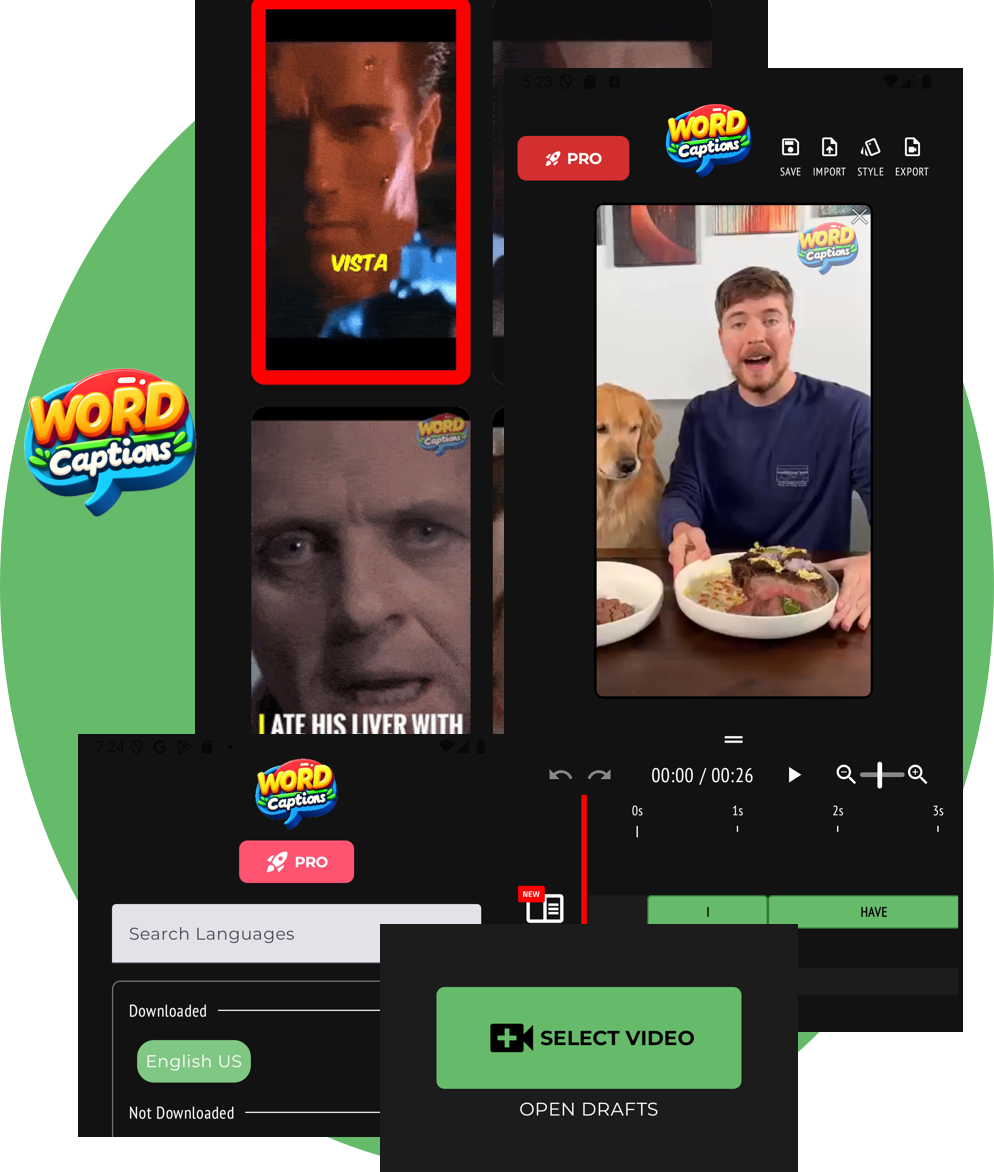 VISTA
WORD
Captions
I ATE HIS LIVER WITH
WORD
Captions
5:23
PRO
WORD
Captions
SAVE
IMPORT
STYLE
EXPORT
WORD
Captions
00:00 / 00:26
0s
1s
2s
3s
NEW
I
HAVE
7:24
WORD
Captions
PRO
Search Languages
Downloaded
English US
Not Downloaded
SELECT VIDEO
OPEN DRAFTS